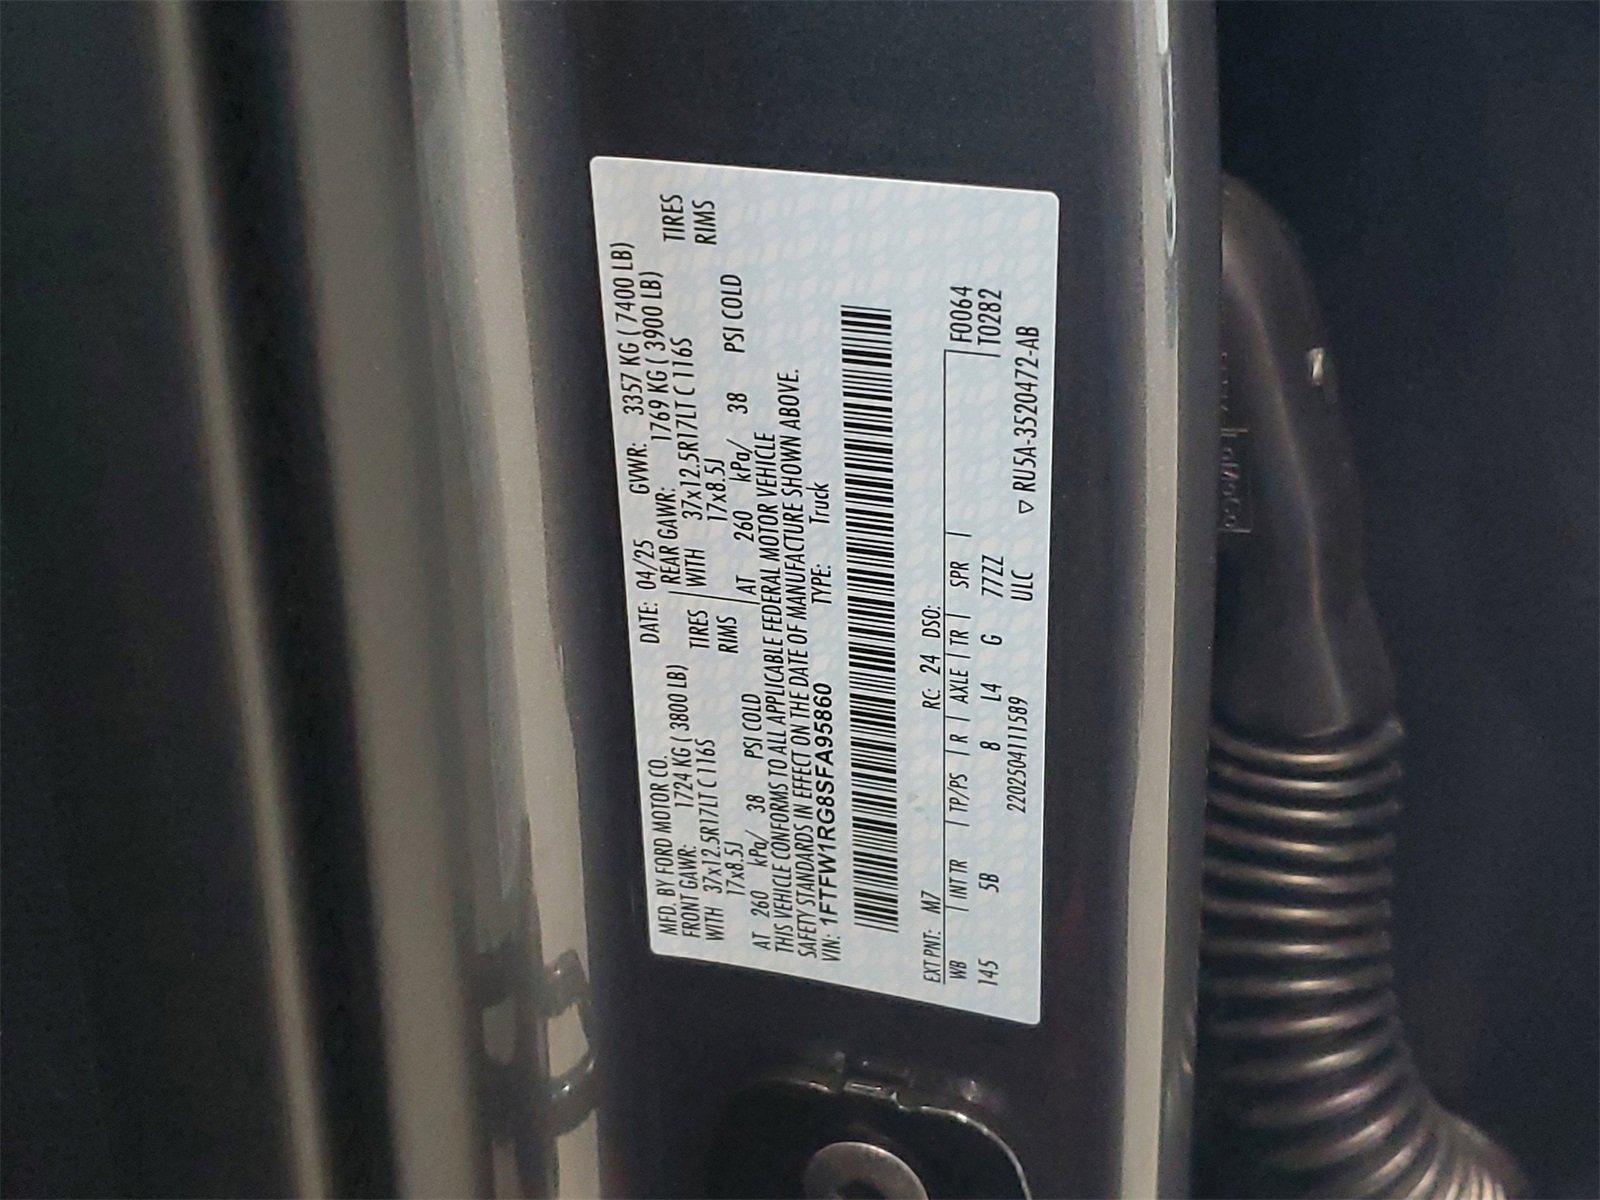 MFD. BY FORD MOTOR CO.
DATE: 04/25 GVWR: 3357 KG ( 7400 LB)
FRONT GAWR: 1724 KG ( 3800 LB)
REAR GAWR: 1769 KG ( 3900 LB)
WITH 37x12.5R17LT C 116S TIRES
WITH 37x12.5R17LT C 116S TIRES
17x8.5J RIMS
17x8.5J RIMS
AT 260 kPa/ 38 PSI COLD
AT 260 kPa/ 38 PSI COLD
THIS VEHICLE CONFORMS TO ALL APPLICABLE FEDERAL MOTOR VEHICLE
SAFETY STANDARDS IN EFFECT ON THE DATE OF MANUFACTURE SHOWN ABOVE.
VIN: 1FTFW1RG8SFA95860 TYPE: Truck
EXT PNT: M7 RC: 24 DSO:
WB | INT TR | TP/PS | R | AXLE | TR | SPR | F0064
145 5B 8 L4 G 77ZZ T0282
220250411589 ULC ▽ RU5A-3520472-AB